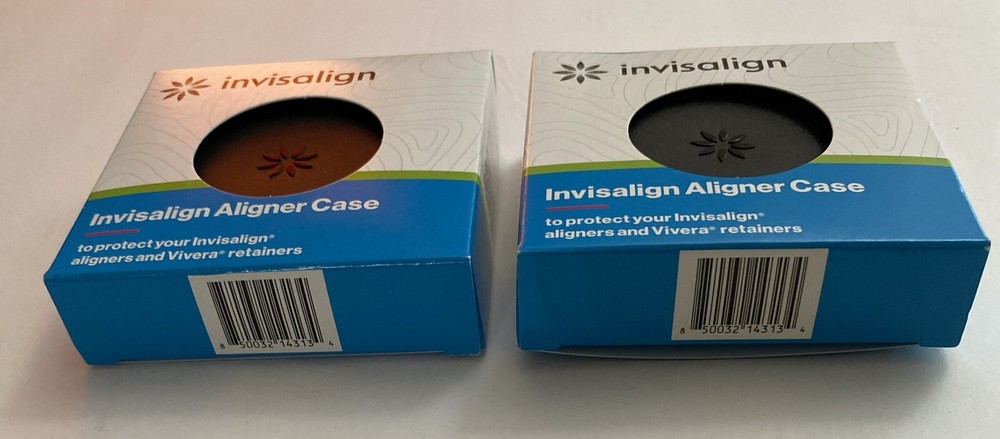 invisalign
Invisalign Aligner Case
to protect your Invisalign®
aligners and Vivera® retainers
8 50032 14313 4
invisalign
Invisalign Aligner Case
to protect your Invisalign®
aligners and Vivera® retainers
8 50032 14313 4